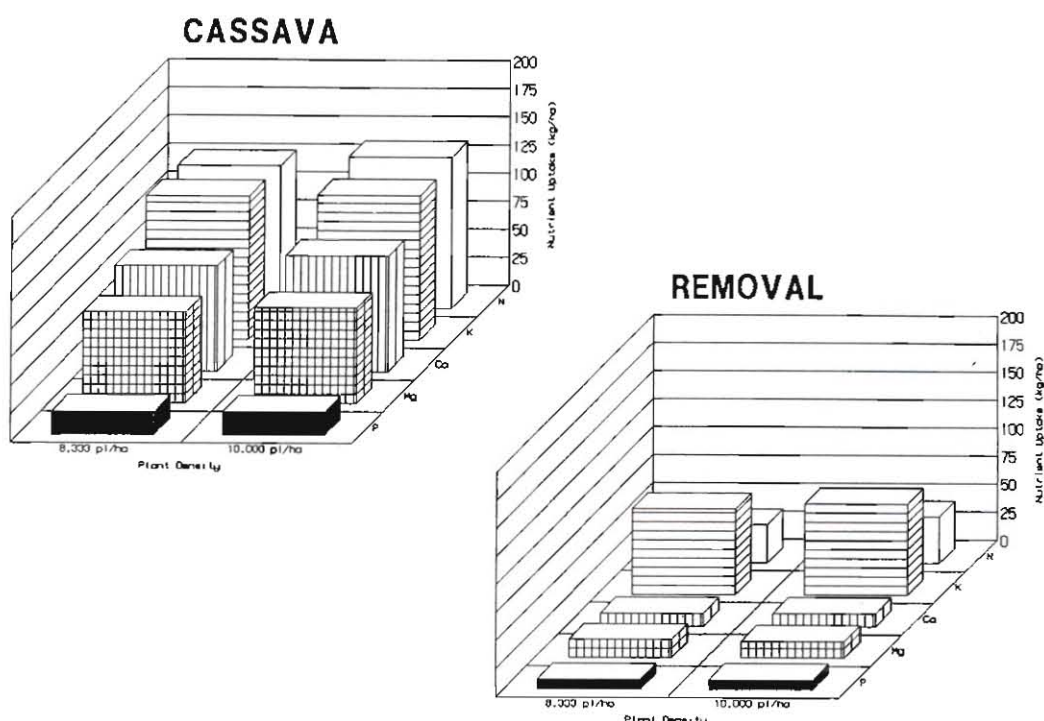 CASSAVA
200
175
150
125
100
75
50
25
0
Nutrient Uptake (kg/ha)
N
K
Ca
Mg
P
8.333 pl/ha
10.000 pl/ha
Plant Density
REMOVAL
200
175
150
125
100
75
50
25
0
Nutrient Uptake (kg/ha)
N
K
Ca
Mg
P
8.333 pl/ha
10.000 pl/ha
Plant Density